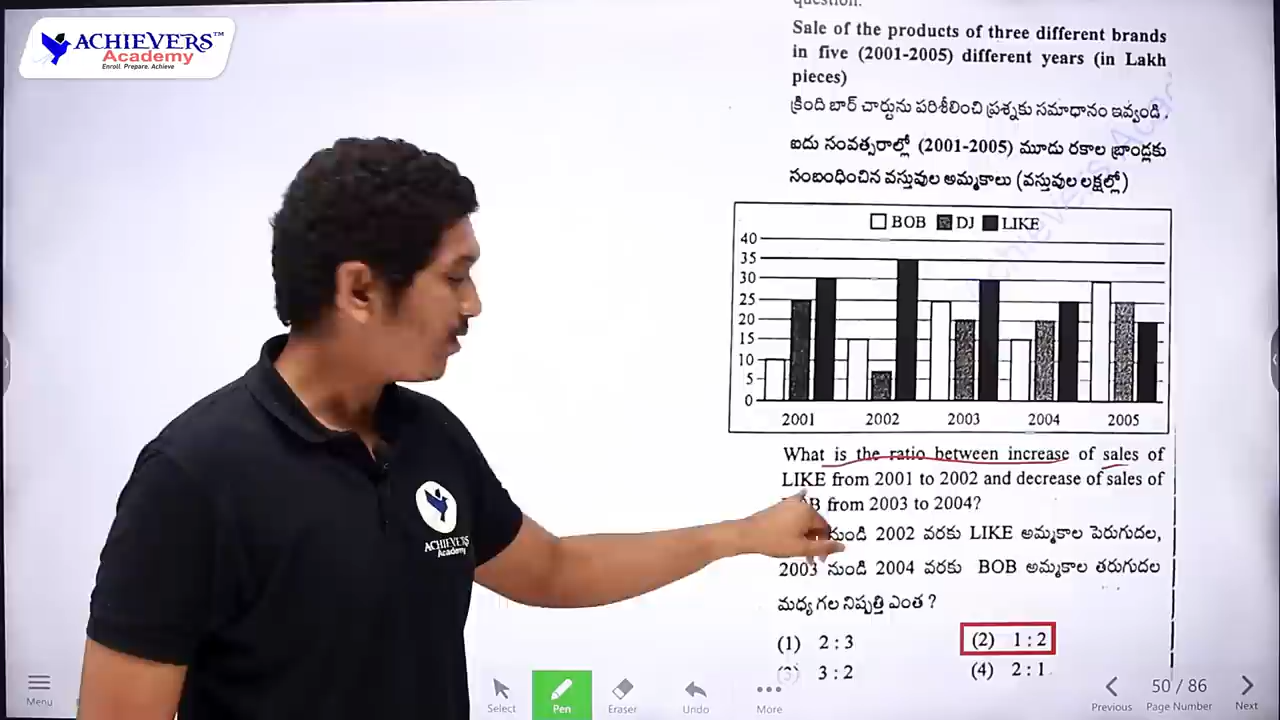 ACHIEVERS™
Academy
Enroll. Prepare. Achieve
question.
Sale of the products of three different brands
in five (2001-2005) different years (in Lakh
pieces)
క్రింది బార్ చార్టును పరిశీలించి ప్రశ్నకు సమాధానం ఇవ్వండి.
ఐదు సంవత్సరాల్లో (2001-2005) మూడు రకాల బ్రాండ్లకు
సంబంధించిన వస్తువుల అమ్మకాలు (వస్తువుల లక్షల్లో)
BOB DJ LIKE
40
35
30
25
20
15
10
5
0
2001 2002 2003 2004 2005
What is the ratio between increase of sales of
LIKE from 2001 to 2002 and decrease of sales of
from 2003 to 2004?
నుండి 2002 వరకు LIKE అమ్మకాల పెరుగుదల,
2003 నుండి 2004 వరకు BOB అమ్మకాల తరుగుదల
మధ్య గల నిష్పత్తి ఎంత ?
(1) 2 : 3 (2) 1 : 2
(3) 3 : 2 (4) 2 : 1
ACHIEVERS
Academy
Menu Select Pen Eraser Undo More Previous 50 / 86 Page Number Next